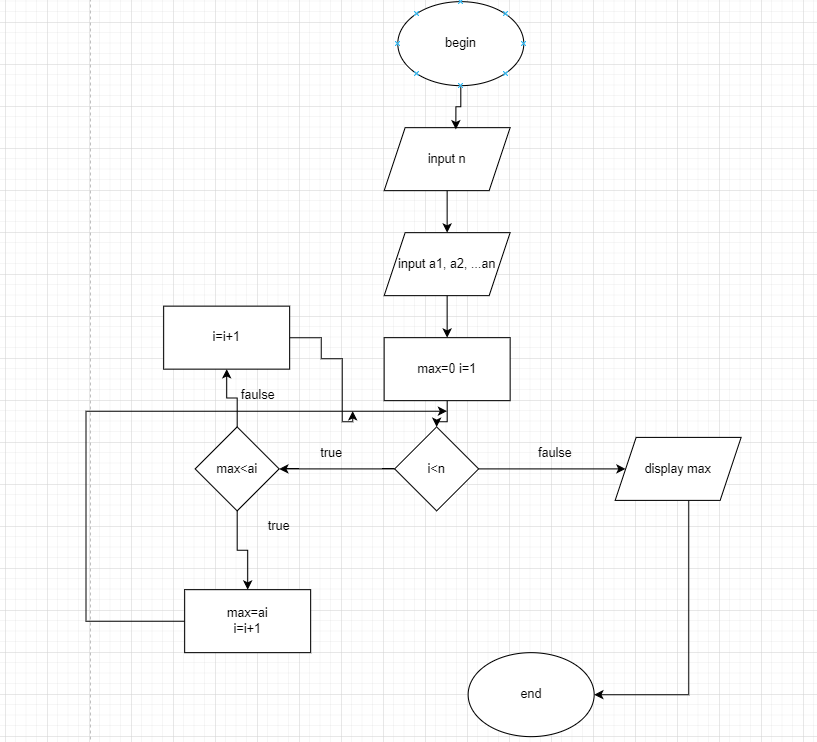 begin
input n
input a1, a2, ...an
i=i+1
max=0 i=1
faulse
max<ai
true
i<n
faulse
display max
true
max=ai
i=i+1
end